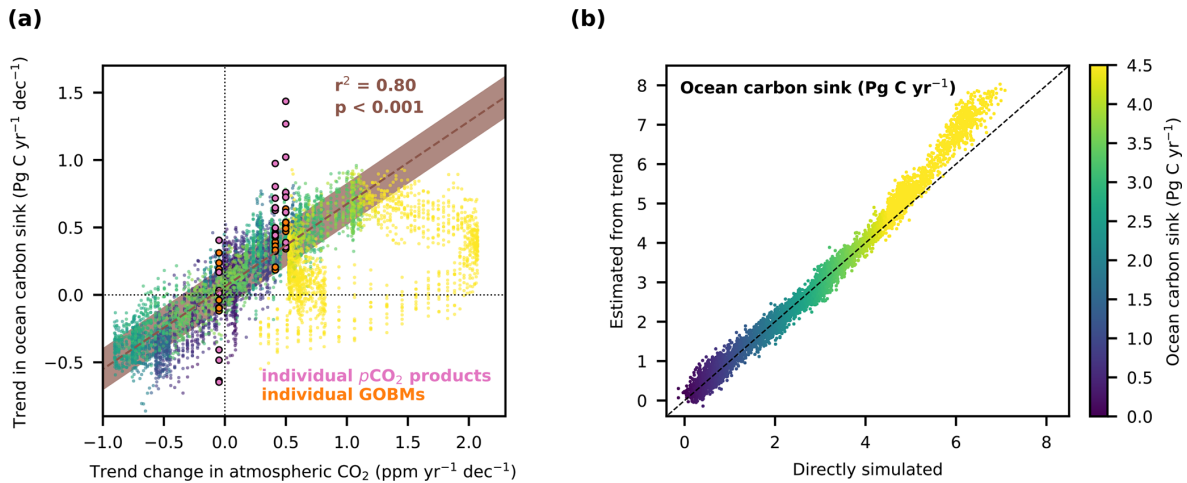 (a)
Trend in ocean carbon sink (Pg C yr⁻¹ dec⁻¹)
1.5
1.0
0.5
0.0
−0.5
r² = 0.80
p < 0.001
individual pCO₂ products
individual GOBMs
−1.0 −0.5 0.0 0.5 1.0 1.5 2.0
Trend change in atmospheric CO₂ (ppm yr⁻¹ dec⁻¹)
(b)
Estimated from trend
8
7
6
5
4
3
2
1
0
Ocean carbon sink (Pg C yr⁻¹)
0 2 4 6 8
Directly simulated
4.5
4.0
3.5
3.0
2.5
2.0
1.5
1.0
0.5
0.0
Ocean carbon sink (Pg C yr⁻¹)